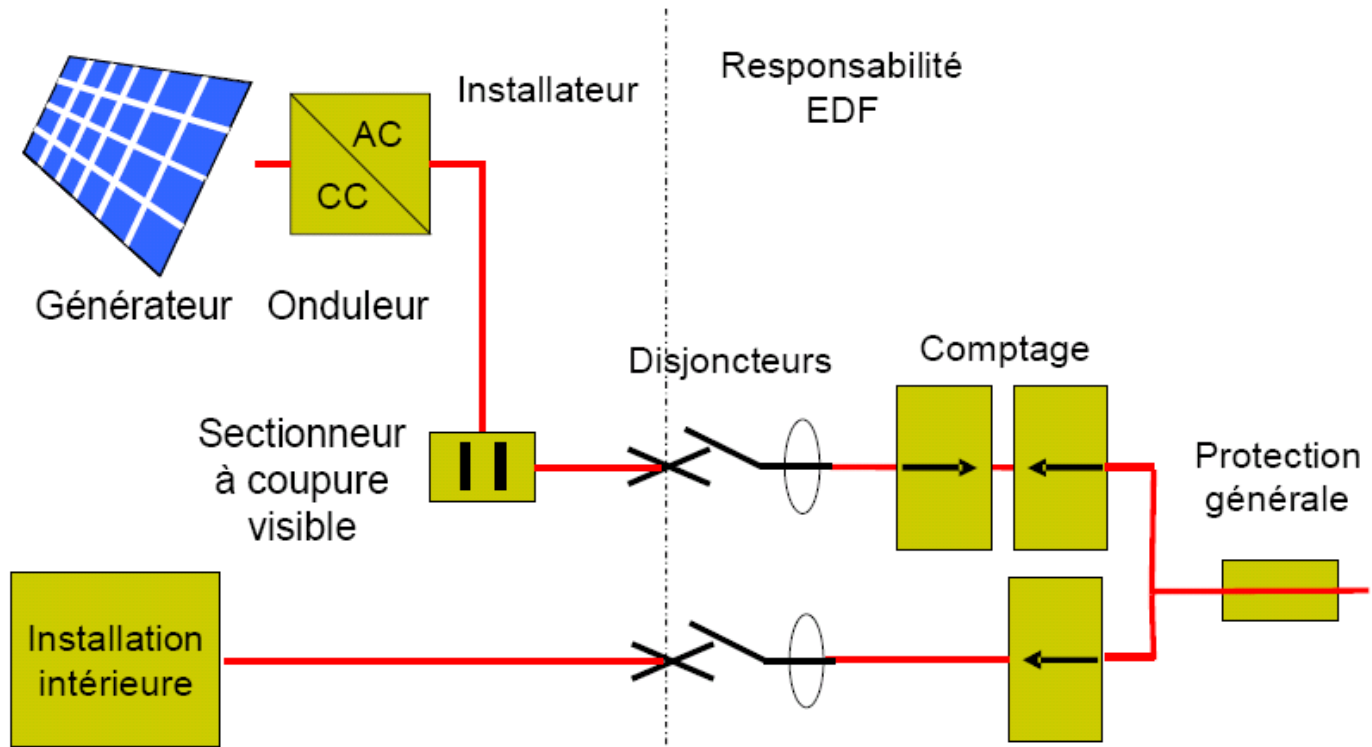 Responsabilité
EDF
Installateur
AC
CC
Générateur
Onduleur
Disjoncteurs
Comptage
Sectionneur
à coupure
visible
Protection
générale
Installation
intérieure